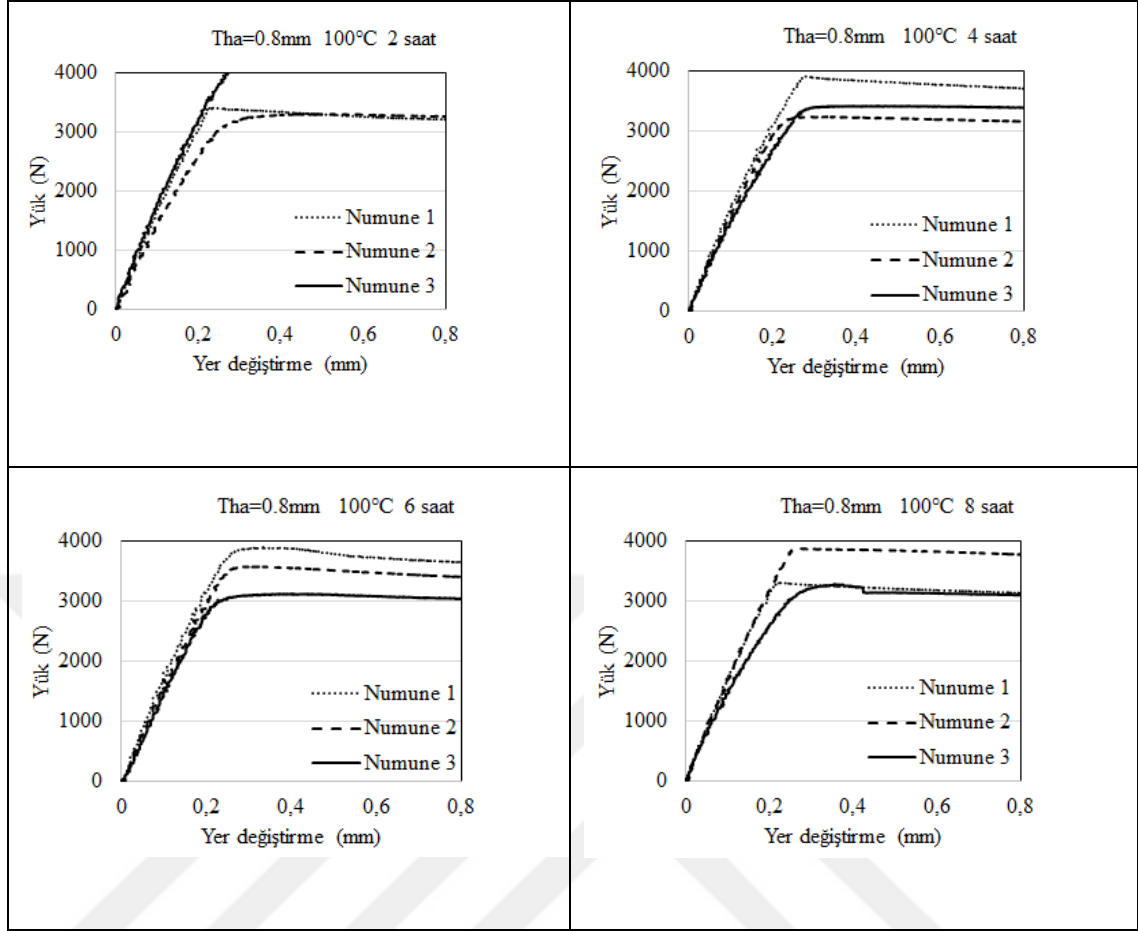 Tha=0.8mm 100°C 2 saat
4000
3000
2000
1000
0
Yük (N)
Numune 1
Numune 2
Numune 3
0 0,2 0,4 0,6 0,8
Yer değiştirme (mm)
Tha=0.8mm 100°C 4 saat
4000
3000
2000
1000
0
Yük (N)
Numune 1
Numune 2
Numune 3
0 0,2 0,4 0,6 0,8
Yer değiştirme (mm)
Tha=0.8mm 100°C 6 saat
4000
3000
2000
1000
0
Yük (N)
Numune 1
Numune 2
Numune 3
0 0,2 0,4 0,6 0,8
Yer değiştirme (mm)
Tha=0.8mm 100°C 8 saat
4000
3000
2000
1000
0
Yük (N)
Nunume 1
Numune 2
Numune 3
0 0,2 0,4 0,6 0,8
Yer değiştirme (mm)